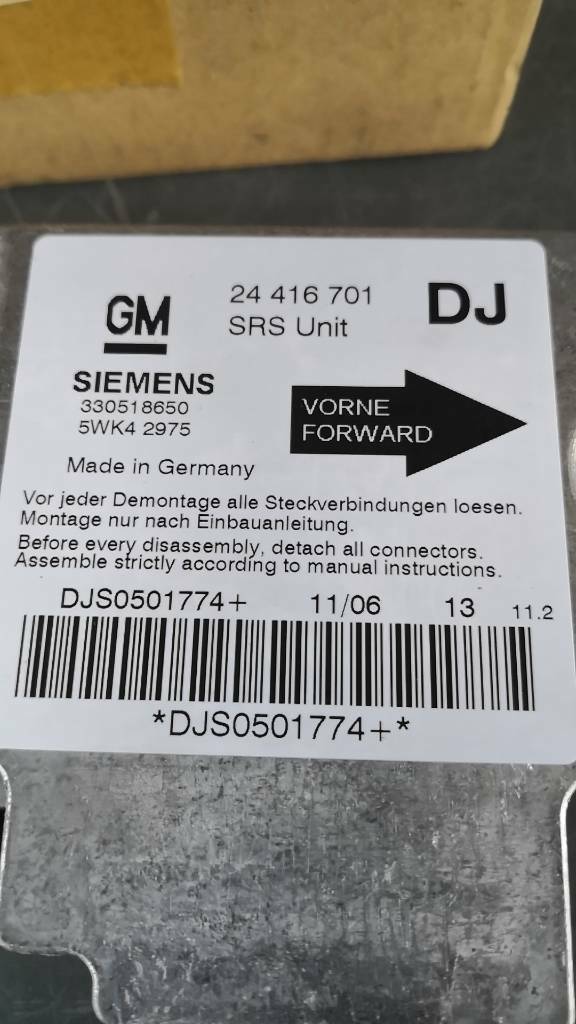 GM
24 416 701
SRS Unit
DJ
SIEMENS
330518650
5WK4 2975
VORNE
FORWARD
Made in Germany
Vor jeder Demontage alle Steckverbindungen loesen.
Montage nur nach Einbauanleitung.
Before every disassembly, detach all connectors.
Assemble strictly according to manual instructions.
DJS0501774+ 11/06 13 11.2
*DJS0501774+*